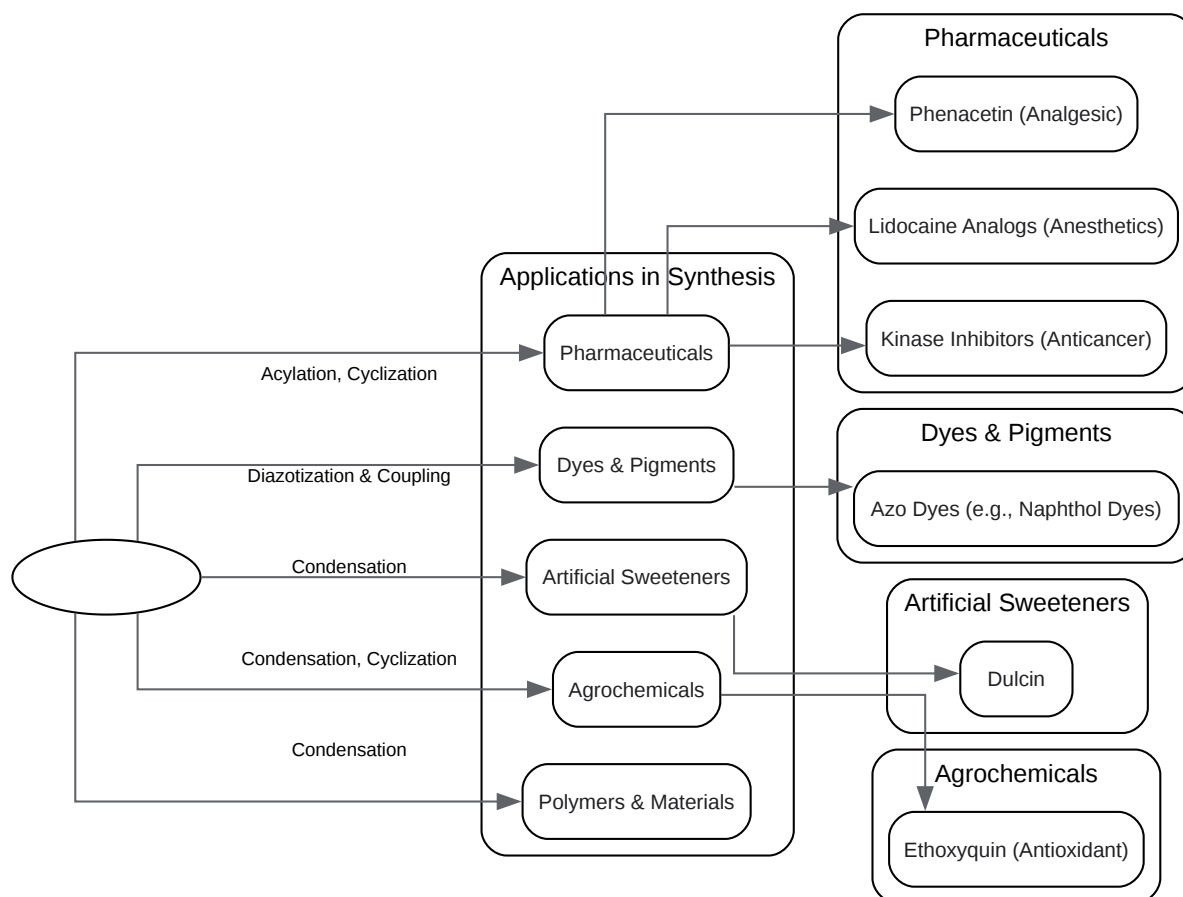 Pharmaceuticals
Phenacetin (Analgesic)
Lidocaine Analogs (Anesthetics)
Kinase Inhibitors (Anticancer)
Applications in Synthesis
Pharmaceuticals
Acylation, Cyclization
Dyes & Pigments
Diazotization & Coupling
Dyes & Pigments
Azo Dyes (e.g., Naphthol Dyes)
Condensation
Artificial Sweeteners
Artificial Sweeteners
Dulcin
Condensation, Cyclization
Agrochemicals
Condensation
Polymers & Materials
Agrochemicals
Ethoxyquin (Antioxidant)